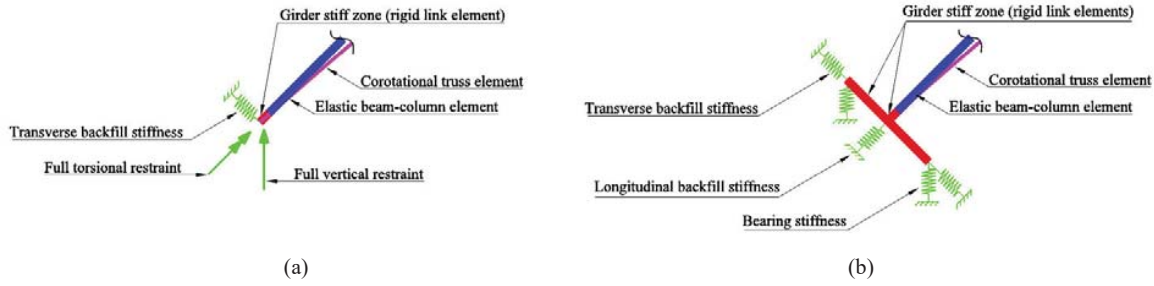 Girder stiff zone (rigid link element)
Corotational truss element
Elastic beam-column element
Transverse backfill stiffness
Full torsional restraint
Full vertical restraint
(a)
Girder stiff zone (rigid link elements)
Corotational truss element
Transverse backfill stiffness
Elastic beam-column element
Longitudinal backfill stiffness
Bearing stiffness
(b)